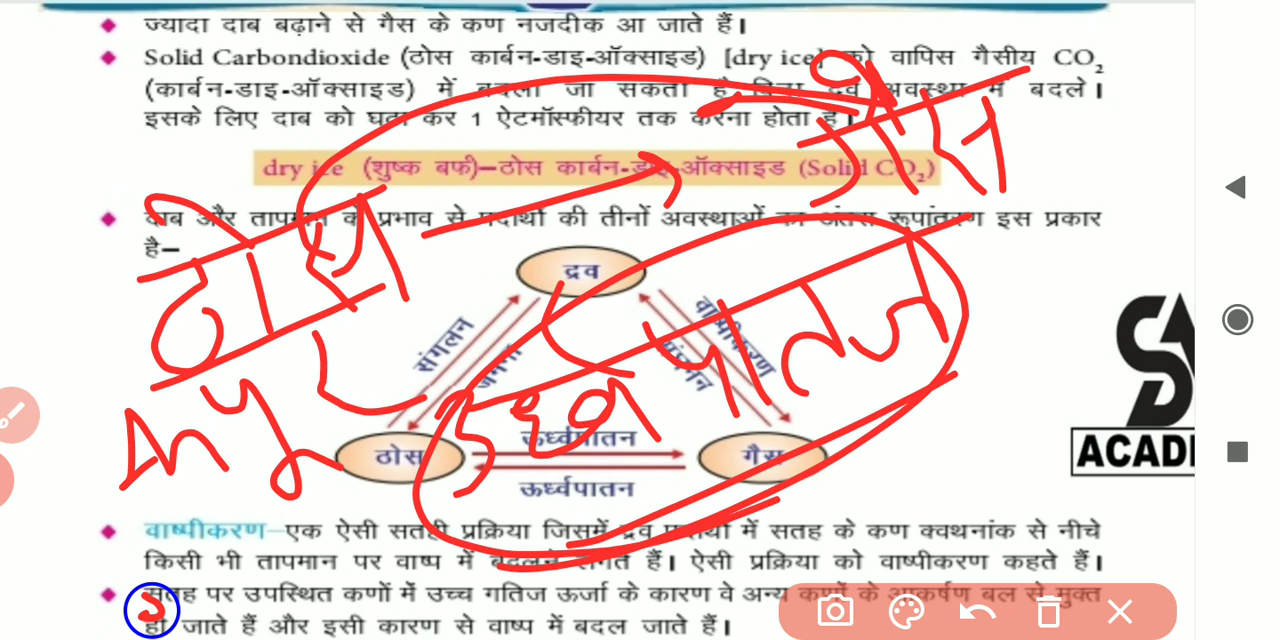 ज्यादा दाब बढ़ाने से गैस के कण नजदीक आ जाते हैं।
Solid Carbondioxide (ठोस कार्बन-डाइ-ऑक्साइड) [dry ice] को वापिस गैसीय CO₂
(कार्बन-डाइ-ऑक्साइड) में बदला जा सकता है बिना द्रव अवस्था में बदले।
इसके लिए दाब को घटा कर 1 ऐटमॉस्फीयर तक करना होता है।
dry ice (शुष्क बर्फ)–ठोस कार्बन-डाइ-ऑक्साइड (Solid CO₂)
गैस
दाब और तापमान के प्रभाव से पदार्थों की तीनों अवस्थाओं का अंतरा रूपांतरण इस प्रकार
है–
ठोस
द्रव
संगलन
जमना
वाष्पीकरण
कपूर
ठोस
ऊर्ध्वपातन
गैस
ऊर्ध्वपातन
ACAD
वाष्पीकरण–एक ऐसी सतही प्रक्रिया जिसमें द्रव पदार्थों में सतह के कण क्वथनांक से नीचे
किसी भी तापमान पर वाष्प में बदलने लगते हैं। ऐसी प्रक्रिया को वाष्पीकरण कहते हैं।
सतह पर उपस्थित कणों में उच्च गतिज ऊर्जा के कारण वे अन्य कणों के आकर्षण बल से मुक्त
हो जाते हैं और इसी कारण से वाष्प में बदल जाते हैं।